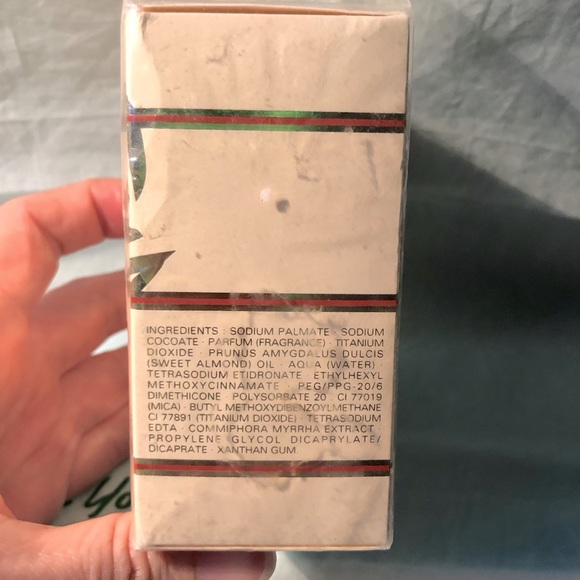 INGREDIENTS : SODIUM PALMATE · SODIUM
COCOATE · PARFUM (FRAGRANCE) · TITANIUM
DIOXIDE · PRUNUS AMYGDALUS DULCIS
(SWEET ALMOND) OIL · AQUA (WATER) ·
TETRASODIUM ETIDRONATE · ETHYLHEXYL
METHOXYCINNAMATE · PEG/PPG-20/6
DIMETHICONE · POLYSORBATE 20 · CI 77019
(MICA) · BUTYL METHOXYDIBENZOYLMETHANE
CI 77891 (TITANIUM DIOXIDE) · TETRASODIUM
EDTA · COMMIPHORA MYRRHA EXTRACT ·
PROPYLENE GLYCOL DICAPRYLATE/
DICAPRATE · XANTHAN GUM